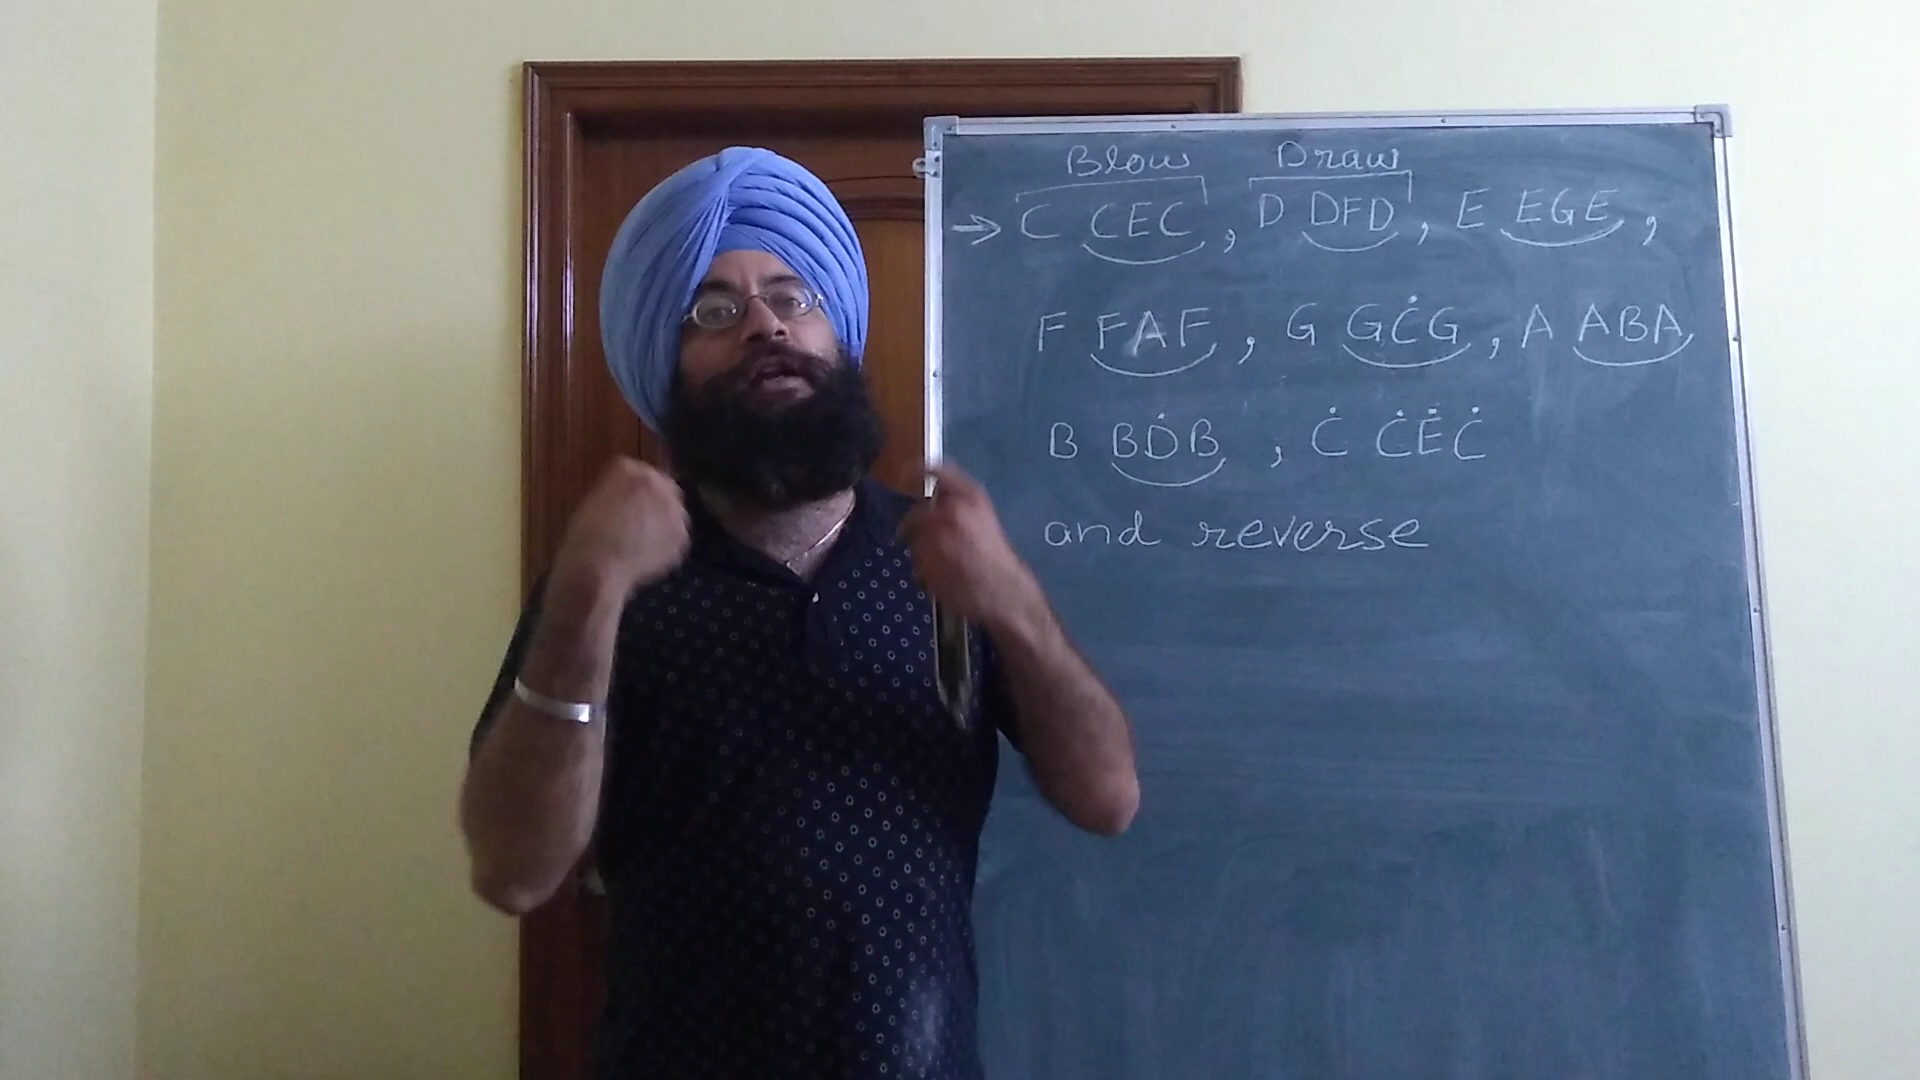 Blow Draw
→ C CEC, D DFD, E EGE,
F FAF, G GĊG, A ABA,
B BḊB, Ċ ĊĖĊ
and reverse